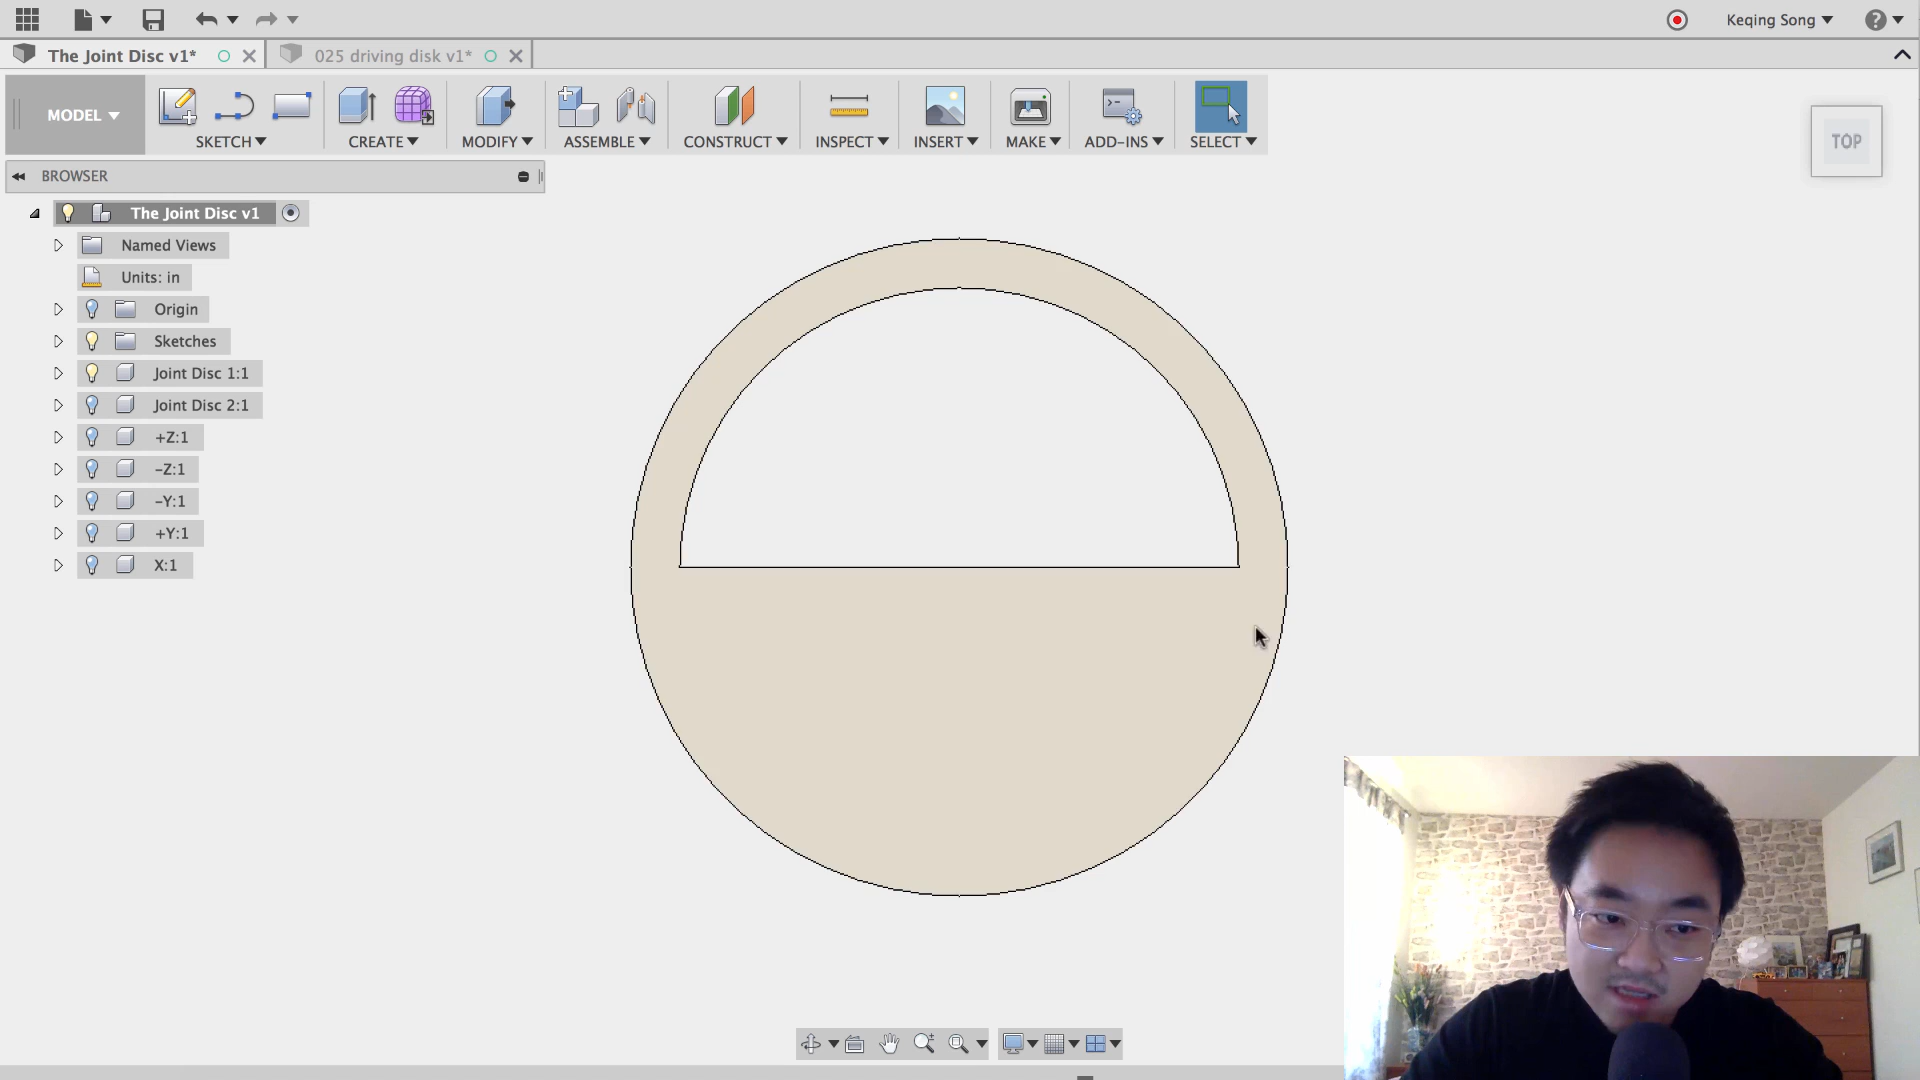 Keqing Song
?
The Joint Disc v1*
025 driving disk v1*
MODEL
SKETCH
CREATE
MODIFY
ASSEMBLE
CONSTRUCT
INSPECT
INSERT
MAKE
ADD-INS
SELECT
TOP
BROWSER
The Joint Disc v1
Named Views
Units: in
Origin
Sketches
Joint Disc 1:1
Joint Disc 2:1
+Z:1
-Z:1
-Y:1
+Y:1
X:1